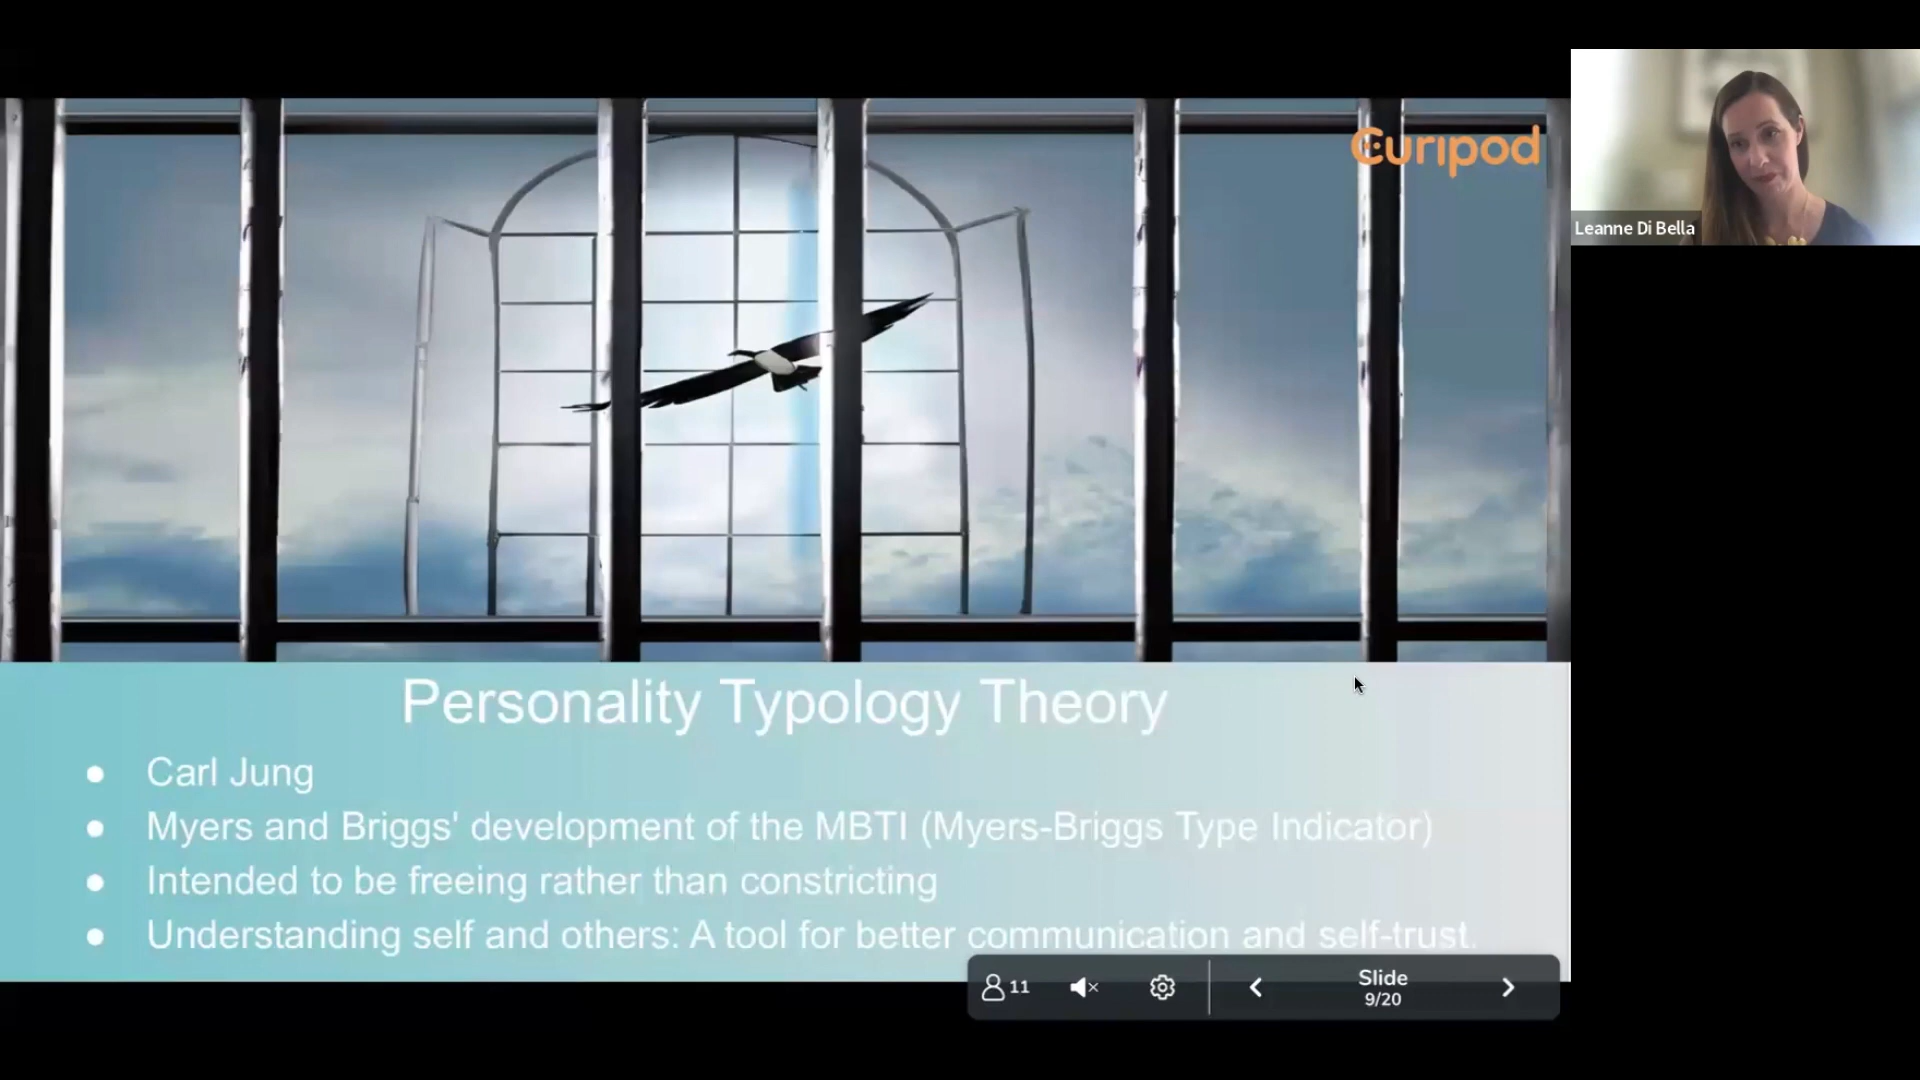 Curipod
Leanne Di Bella
Personality Typology Theory
● Carl Jung
● Myers and Briggs' development of the MBTI (Myers-Briggs Type Indicator)
● Intended to be freeing rather than constricting
● Understanding self and others: A tool for better communication and self-trust.
11
Slide
9/20